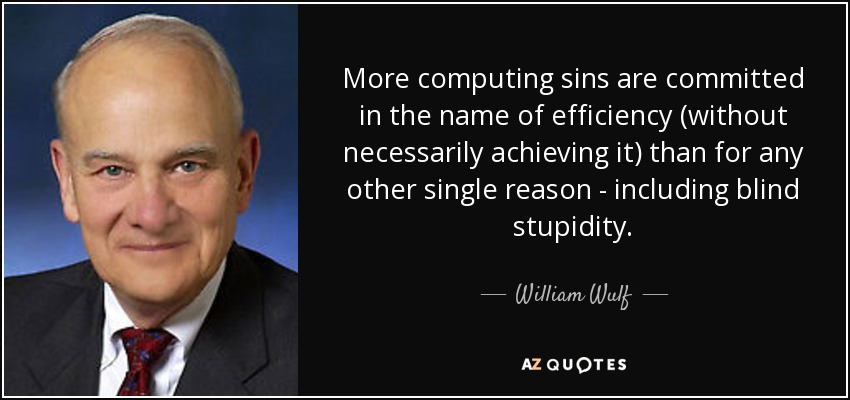 More computing sins are committed
in the name of efficiency (without
necessarily achieving it) than for any
other single reason - including blind
stupidity.
William Wulf
AZ QUOTES